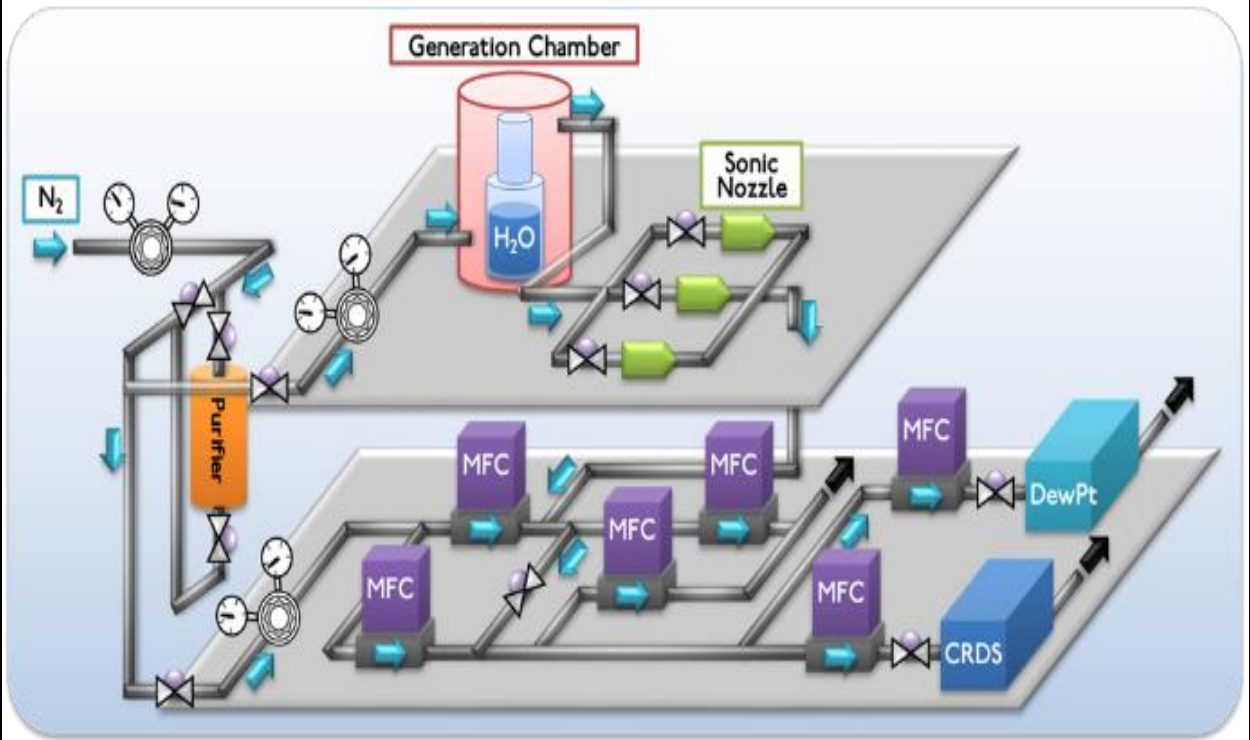 Generation Chamber
Sonic
Nozzle
N₂
H₂O
Purifier
MFC
MFC
MFC
MFC
MFC
MFC
DewPt
CRDS